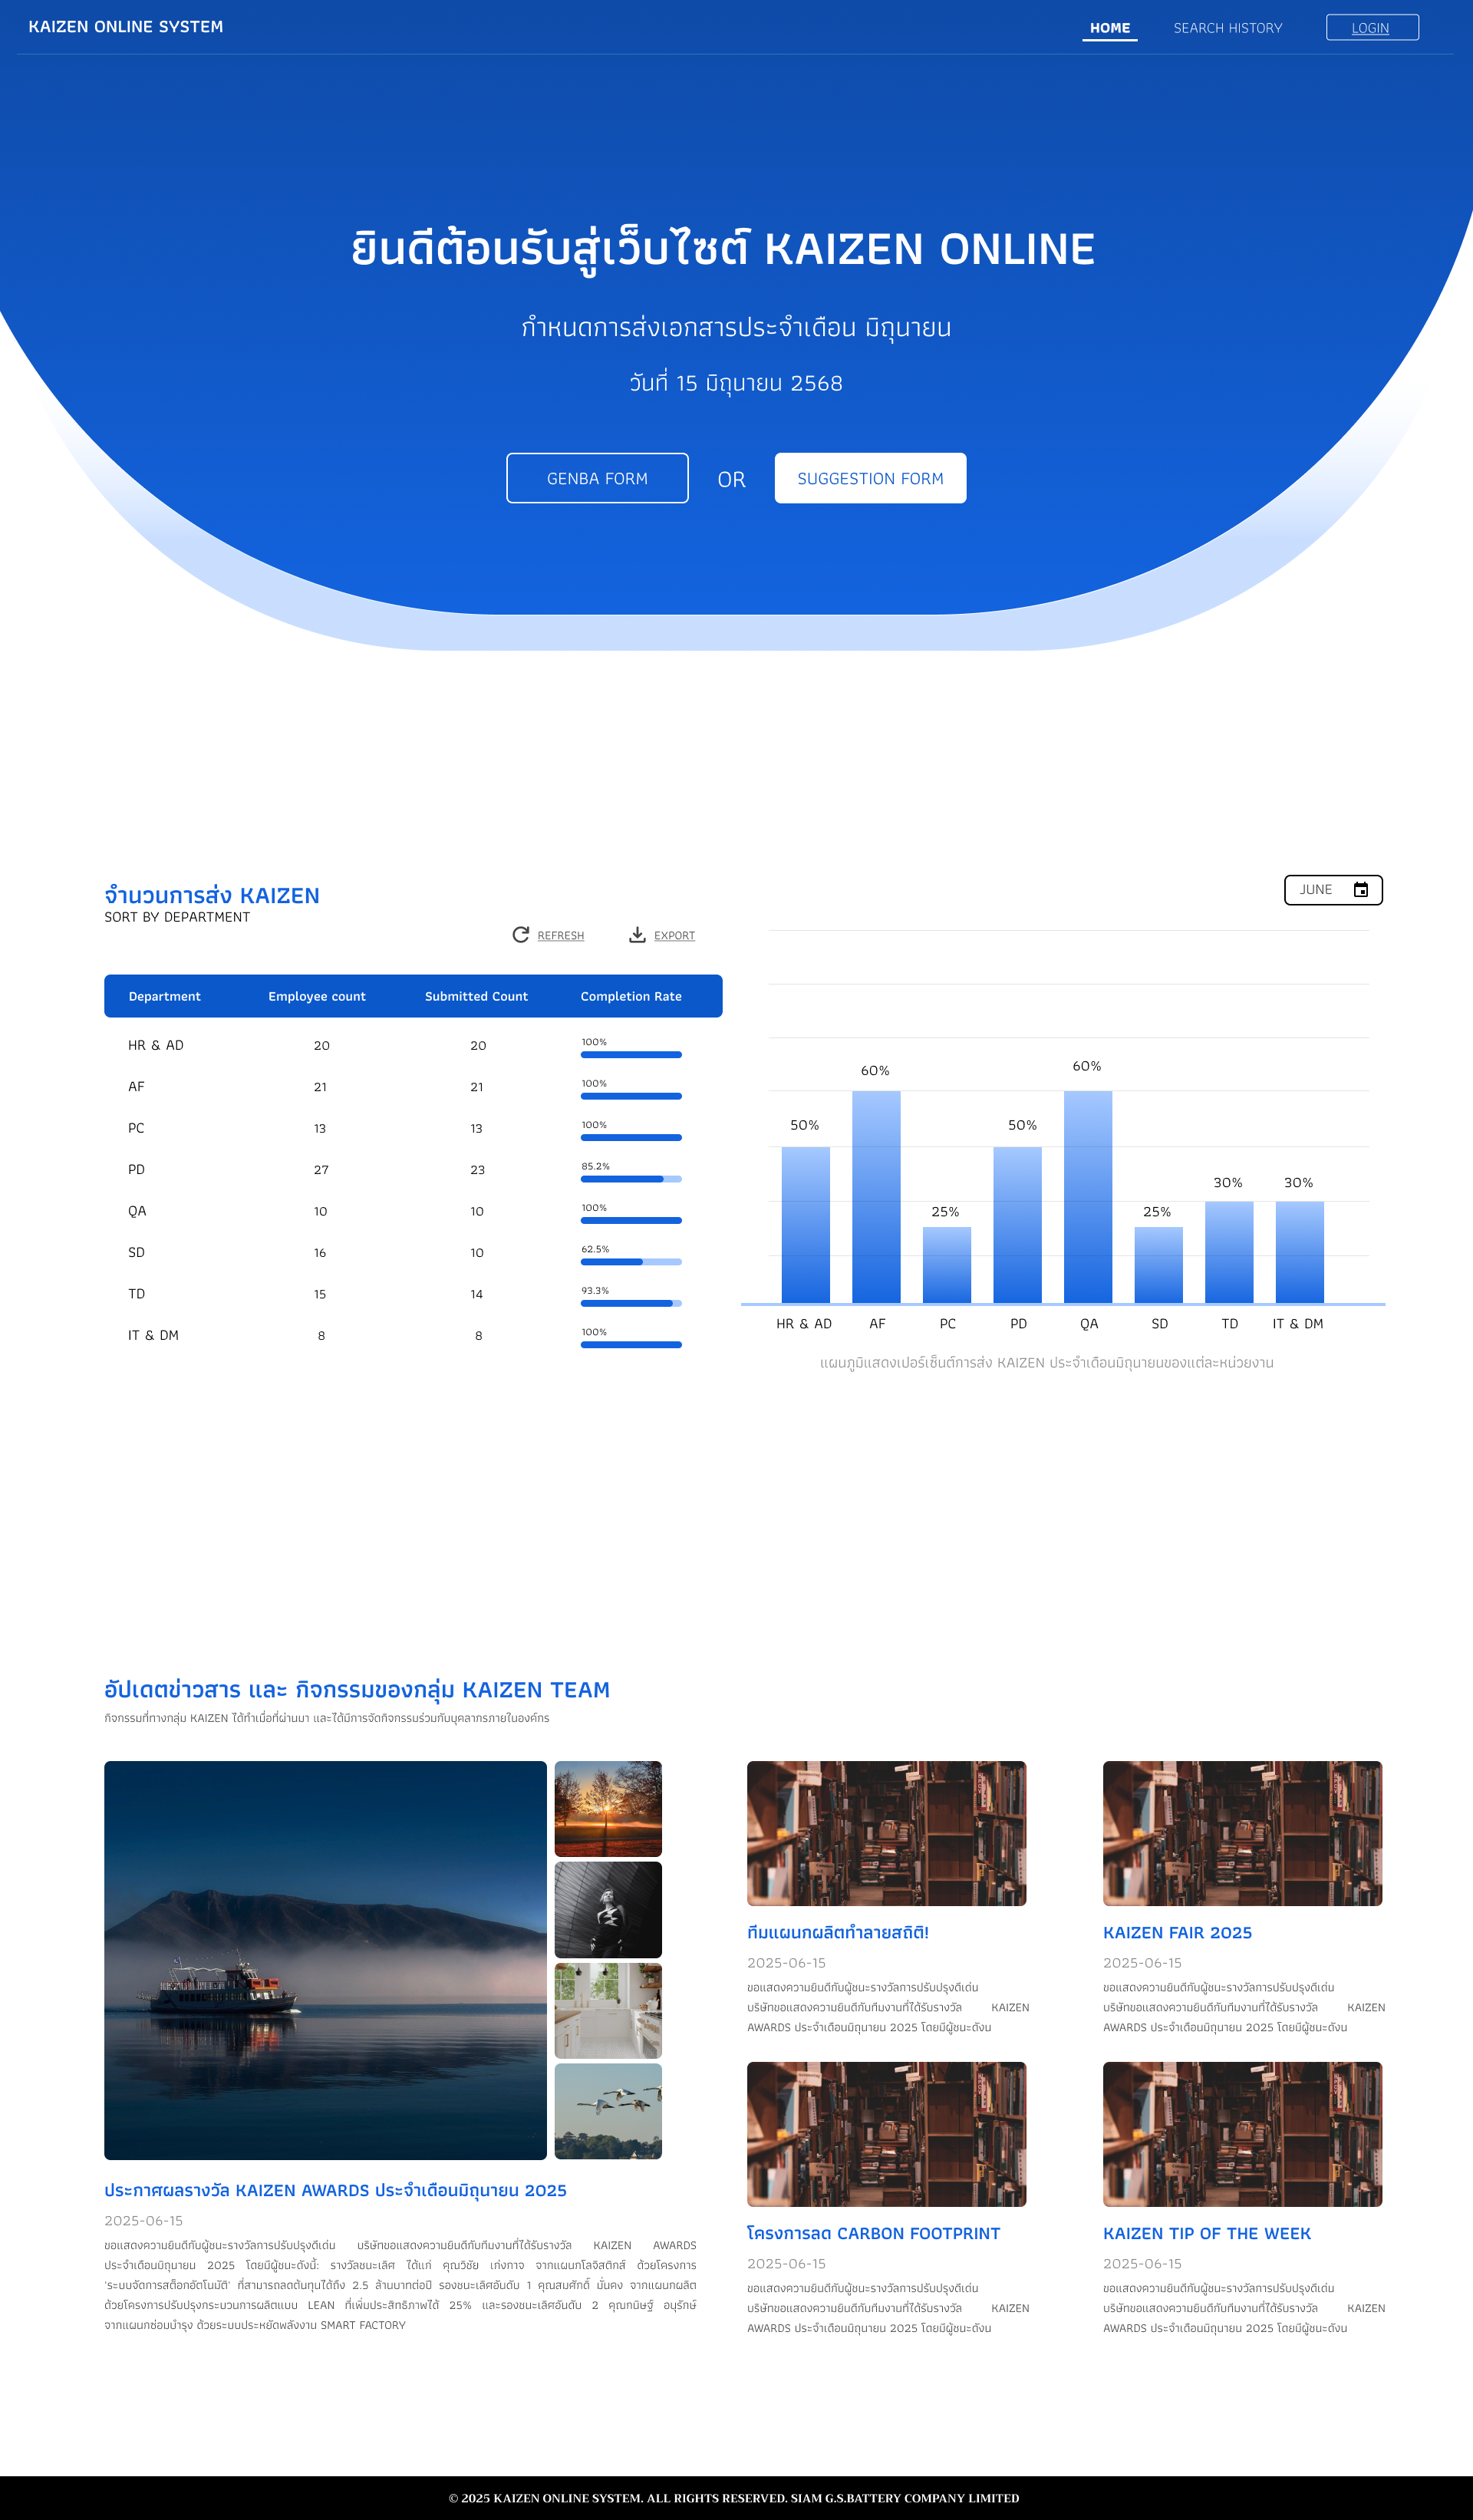 KAIZEN ONLINE SYSTEM
HOME
SEARCH HISTORY
LOGIN
ยินดีต้อนรับสู่เว็บไซต์ KAIZEN ONLINE
กำหนดการส่งเอกสารประจำเดือน มิถุนายน
วันที่ 15 มิถุนายน 2568
GENBA FORM
OR
SUGGESTION FORM
จำนวนการส่ง KAIZEN
SORT BY DEPARTMENT
REFRESH
EXPORT
Department Employee count Submitted Count Completion Rate
HR & AD 20 20 100%
AF 21 21 100%
PC 13 13 100%
PD 27 23 85.2%
QA 10 10 100%
SD 16 10 62.5%
TD 15 14 93.3%
IT & DM 8 8 100%
JUNE
50% 60% 25% 50% 60% 25% 30% 30%
HR & AD AF PC PD QA SD TD IT & DM
แผนภูมิแสดงเปอร์เซ็นต์การส่ง KAIZEN ประจำเดือนมิถุนายนของแต่ละหน่วยงาน
อัปเดตข่าวสาร และ กิจกรรมของกลุ่ม KAIZEN TEAM
กิจกรรมที่ทางกลุ่ม KAIZEN ได้ทำเมื่อที่ผ่านมา และได้มีการจัดกิจกรรมร่วมกับบุคลากรภายในองค์กร
ประกาศผลรางวัล KAIZEN AWARDS ประจำเดือนมิถุนายน 2025
2025-06-15
ขอแสดงความยินดีกับผู้ชนะรางวัลการปรับปรุงดีเด่น บริษัทขอแสดงความยินดีกับทีมงานที่ได้รับรางวัล KAIZEN AWARDS
ประจำเดือนมิถุนายน 2025 โดยมีผู้ชนะดังนี้: รางวัลชนะเลิศ ได้แก่ คุณวิชัย เก่งกาจ จากแผนกโลจิสติกส์ ด้วยโครงการ
'ระบบจัดการสต็อกอัตโนมัติ' ที่สามารถลดต้นทุนได้ถึง 2.5 ล้านบาทต่อปี รองชนะเลิศอันดับ 1 คุณสมศักดิ์ มั่นคง จากแผนกผลิต
ด้วยโครงการปรับปรุงกระบวนการผลิตแบบ LEAN ที่เพิ่มประสิทธิภาพได้ 25% และรองชนะเลิศอันดับ 2 คุณกนิษฐ์ อนุรักษ์
จากแผนกซ่อมบำรุง ด้วยระบบประหยัดพลังงาน SMART FACTORY
ทีมแผนกผลิตทำลายสถิติ!
2025-06-15
ขอแสดงความยินดีกับผู้ชนะรางวัลการปรับปรุงดีเด่น
บริษัทขอแสดงความยินดีกับทีมงานที่ได้รับรางวัล KAIZEN
AWARDS ประจำเดือนมิถุนายน 2025 โดยมีผู้ชนะดังน
KAIZEN FAIR 2025
2025-06-15
ขอแสดงความยินดีกับผู้ชนะรางวัลการปรับปรุงดีเด่น
บริษัทขอแสดงความยินดีกับทีมงานที่ได้รับรางวัล KAIZEN
AWARDS ประจำเดือนมิถุนายน 2025 โดยมีผู้ชนะดังน
โครงการลด CARBON FOOTPRINT
2025-06-15
ขอแสดงความยินดีกับผู้ชนะรางวัลการปรับปรุงดีเด่น
บริษัทขอแสดงความยินดีกับทีมงานที่ได้รับรางวัล KAIZEN
AWARDS ประจำเดือนมิถุนายน 2025 โดยมีผู้ชนะดังน
KAIZEN TIP OF THE WEEK
2025-06-15
ขอแสดงความยินดีกับผู้ชนะรางวัลการปรับปรุงดีเด่น
บริษัทขอแสดงความยินดีกับทีมงานที่ได้รับรางวัล KAIZEN
AWARDS ประจำเดือนมิถุนายน 2025 โดยมีผู้ชนะดังน
© 2025 KAIZEN ONLINE SYSTEM. ALL RIGHTS RESERVED. SIAM G.S.BATTERY COMPANY LIMITED